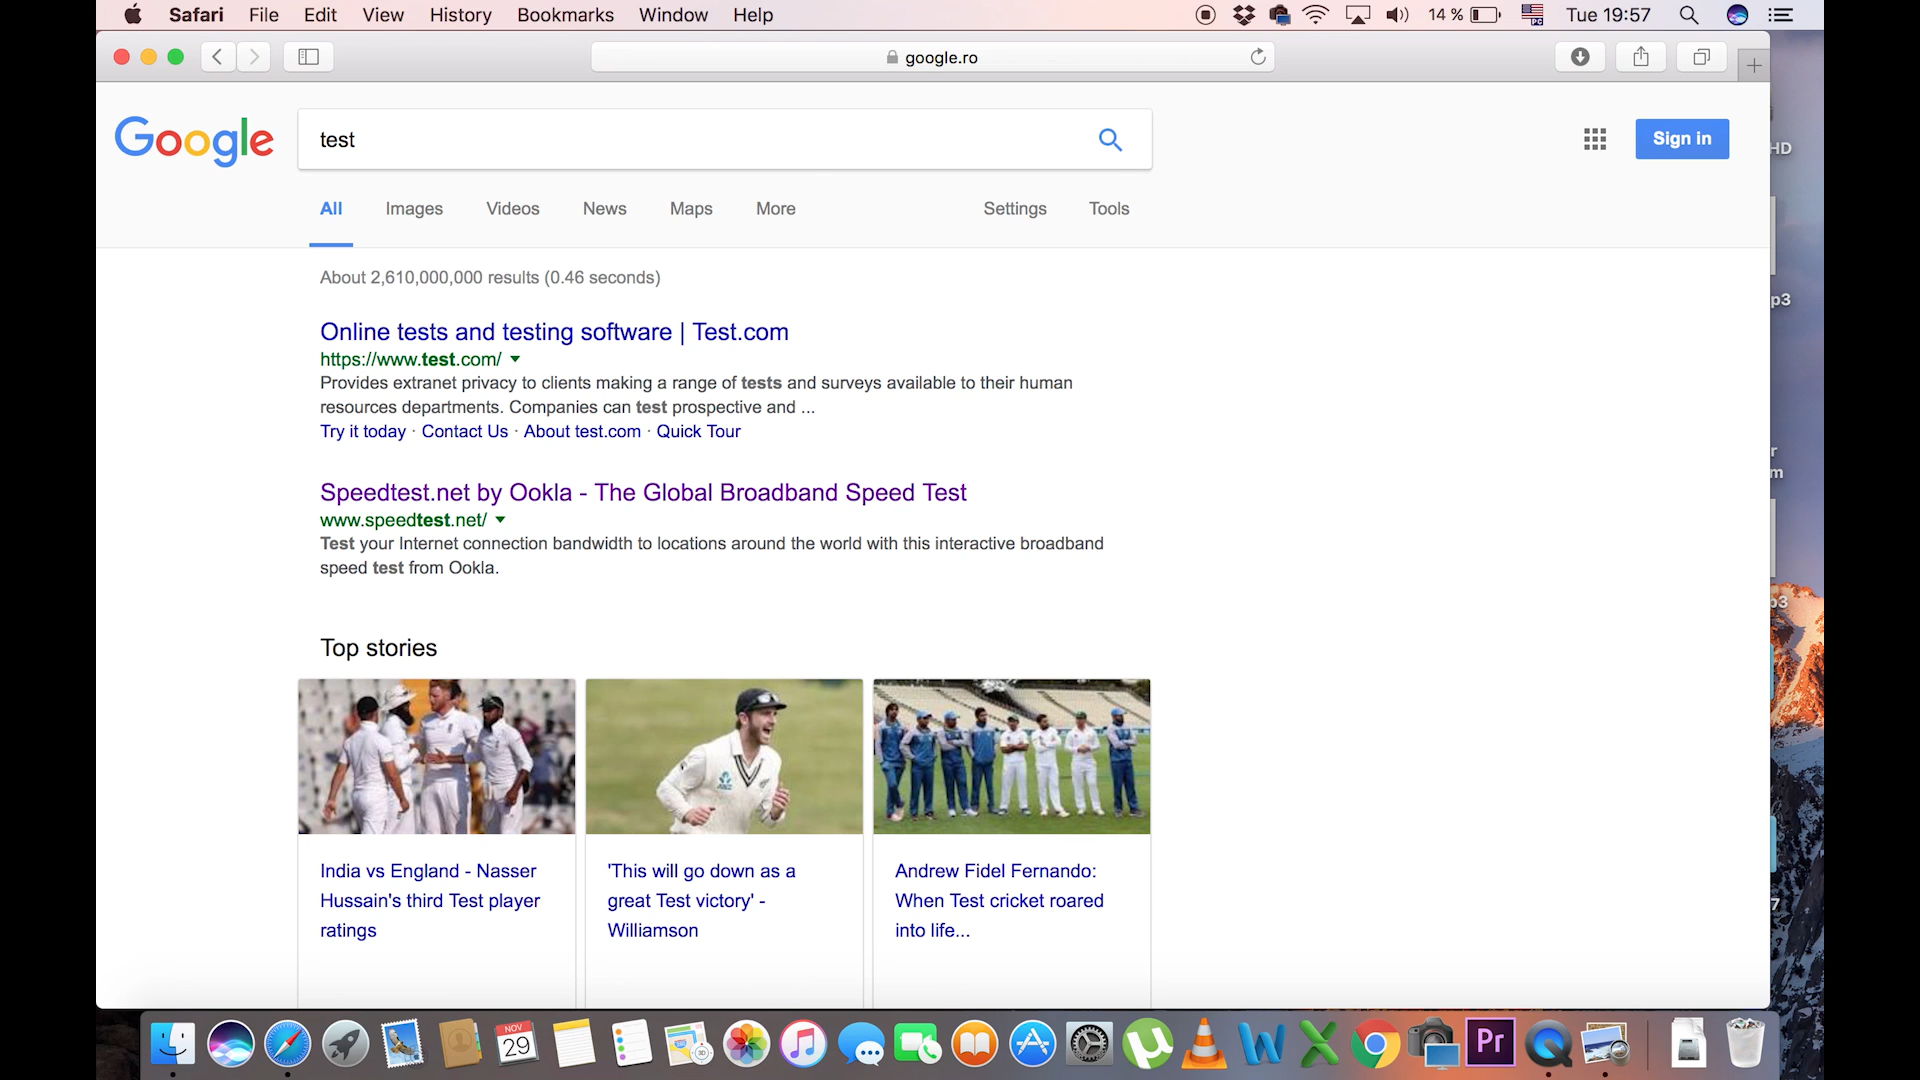 Safari File Edit View History Bookmarks Window Help 14 % Tue 19:57
google.ro
Google test Sign in
All Images Videos News Maps More Settings Tools
About 2,610,000,000 results (0.46 seconds)
Online tests and testing software | Test.com
https://www.test.com/
Provides extranet privacy to clients making a range of tests and surveys available to their human
resources departments. Companies can test prospective and ...
Try it today · Contact Us · About test.com · Quick Tour
Speedtest.net by Ookla - The Global Broadband Speed Test
www.speedtest.net/
Test your Internet connection bandwidth to locations around the world with this interactive broadband
speed test from Ookla.
Top stories
India vs England - Nasser
Hussain's third Test player
ratings
'This will go down as a
great Test victory' -
Williamson
Andrew Fidel Fernando:
When Test cricket roared
into life...
HD
p3
r
m
p3
7
NOV
29
3D
Pr